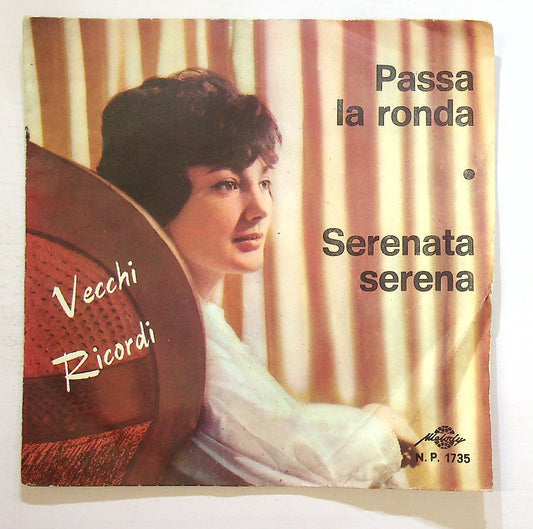 Passa
la ronda
•
Serenata
serena
Vecchi
Ricordi
Melody
N. P. 1735